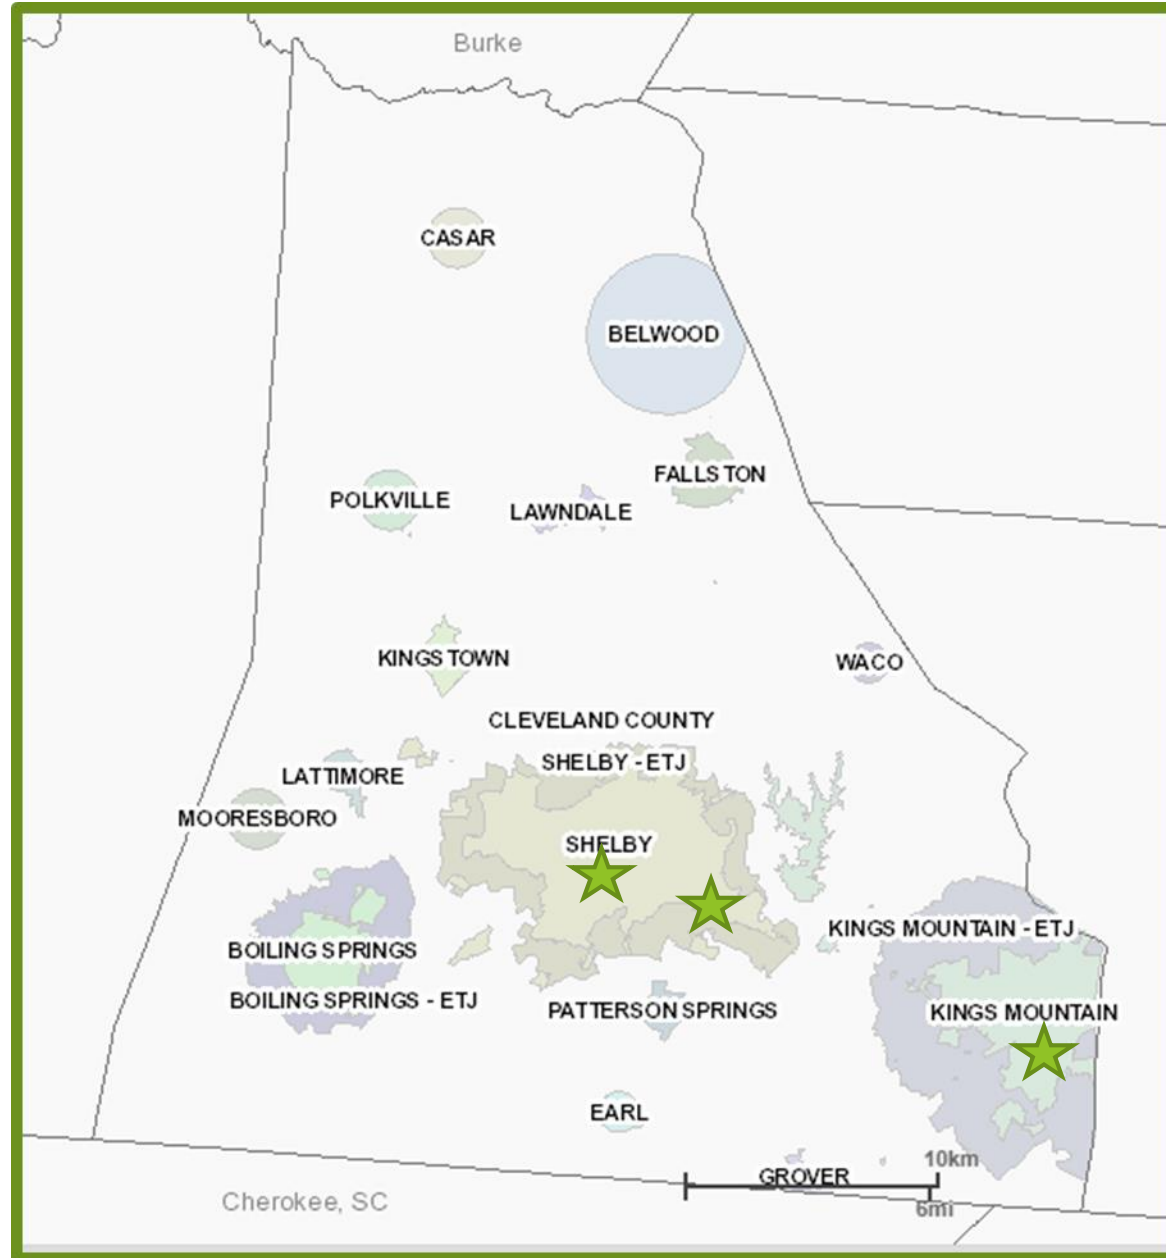 Burke
CASAR
BELWOOD
FALLSTON
POLKVILLE
LAWNDALE
KINGSTOWN
WACO
CLEVELAND COUNTY
SHELBY - ETJ
LATTIMORE
MOORESBORO
SHELBY
KINGS MOUNTAIN - ETJ
BOILING SPRINGS
BOILING SPRINGS - ETJ
PATTERSON SPRINGS
KINGS MOUNTAIN
EARL
10km
GROVER
6mi
Cherokee, SC